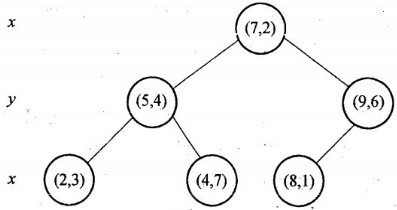 x (7,2)
y (5,4) (9,6)
x (2,3) (4,7) (8,1)